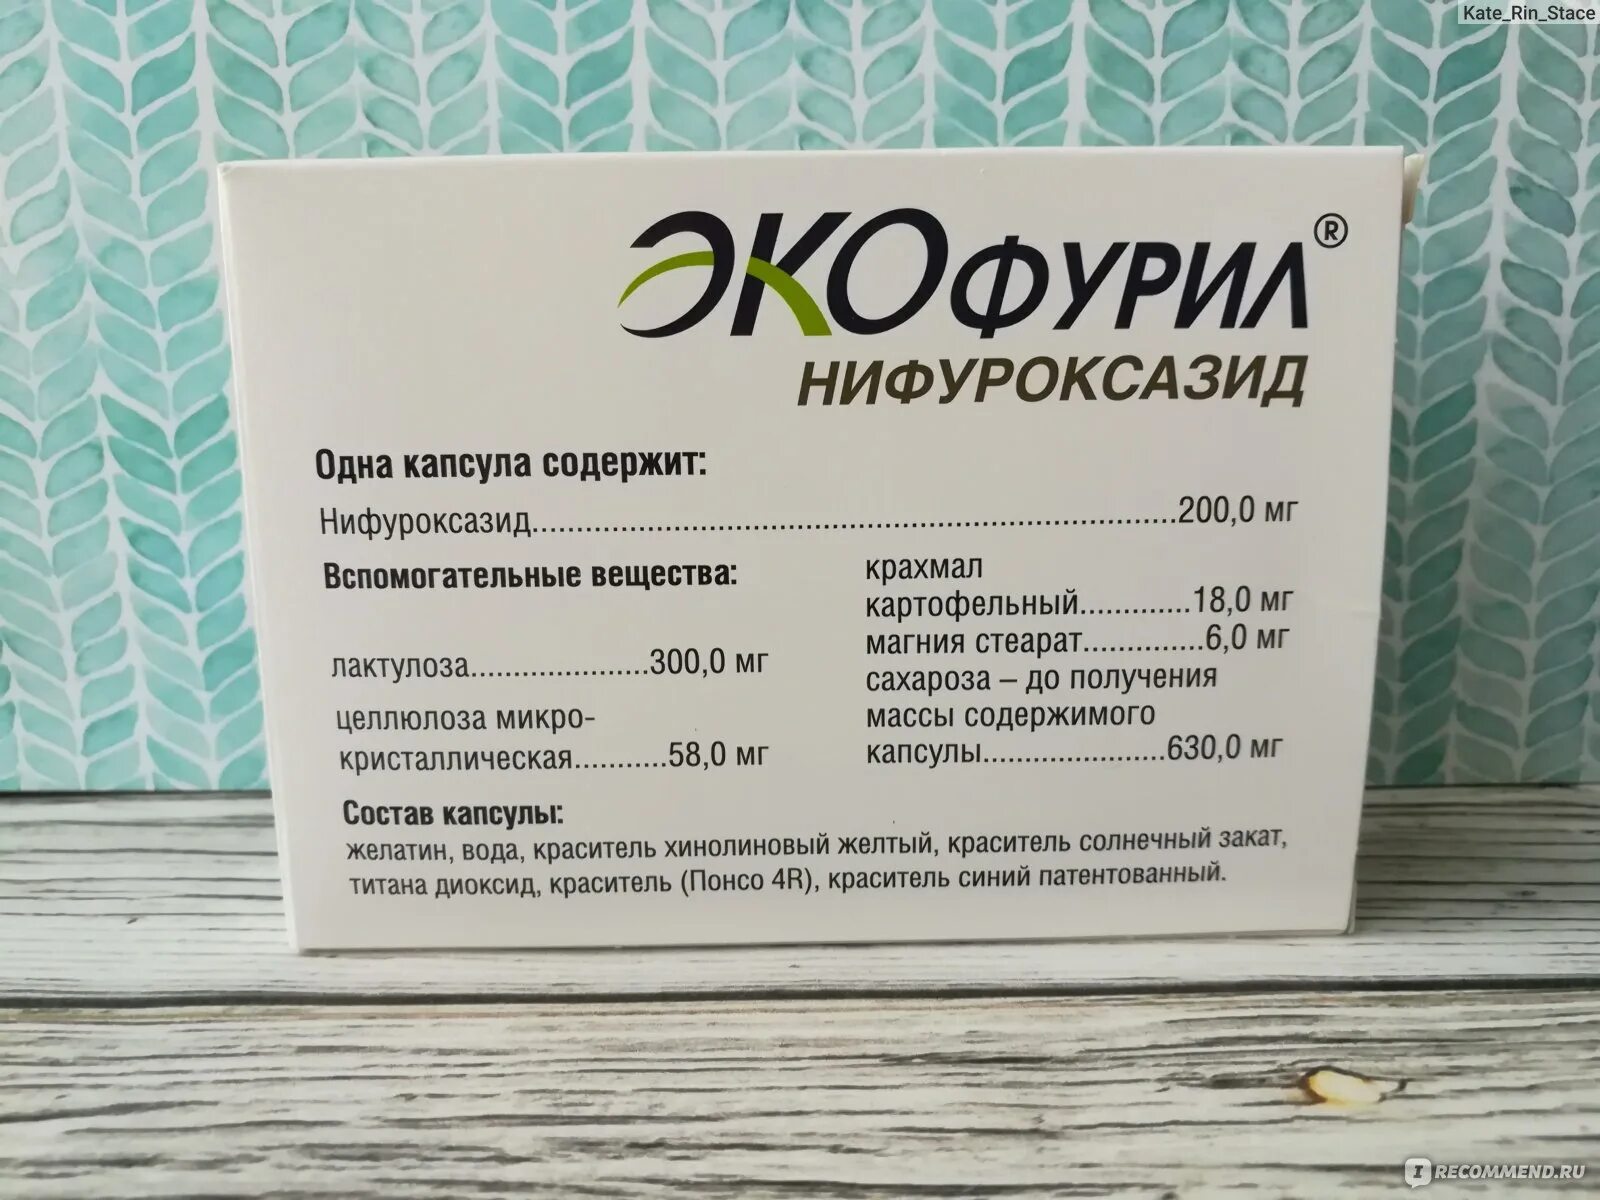 Kate_Rin_Stace
ЭКОФУРИЛ®
НИФУРОКСАЗИД
Одна капсула содержит:
Нифуроксазид..........................................................................200,0 мг
Вспомогательные вещества:
лактулоза.....................300,0 мг
целлюлоза микро-
кристаллическая...........58,0 мг
крахмал
картофельный.............18,0 мг
магния стеарат..............6,0 мг
сахароза – до получения
массы содержимого
капсулы......................630,0 мг
Состав капсулы:
желатин, вода, краситель хинолиновый желтый, краситель солнечный закат,
титана диоксид, краситель (Понсо 4R), краситель синий патентованный.
IRECOMMEND.RU